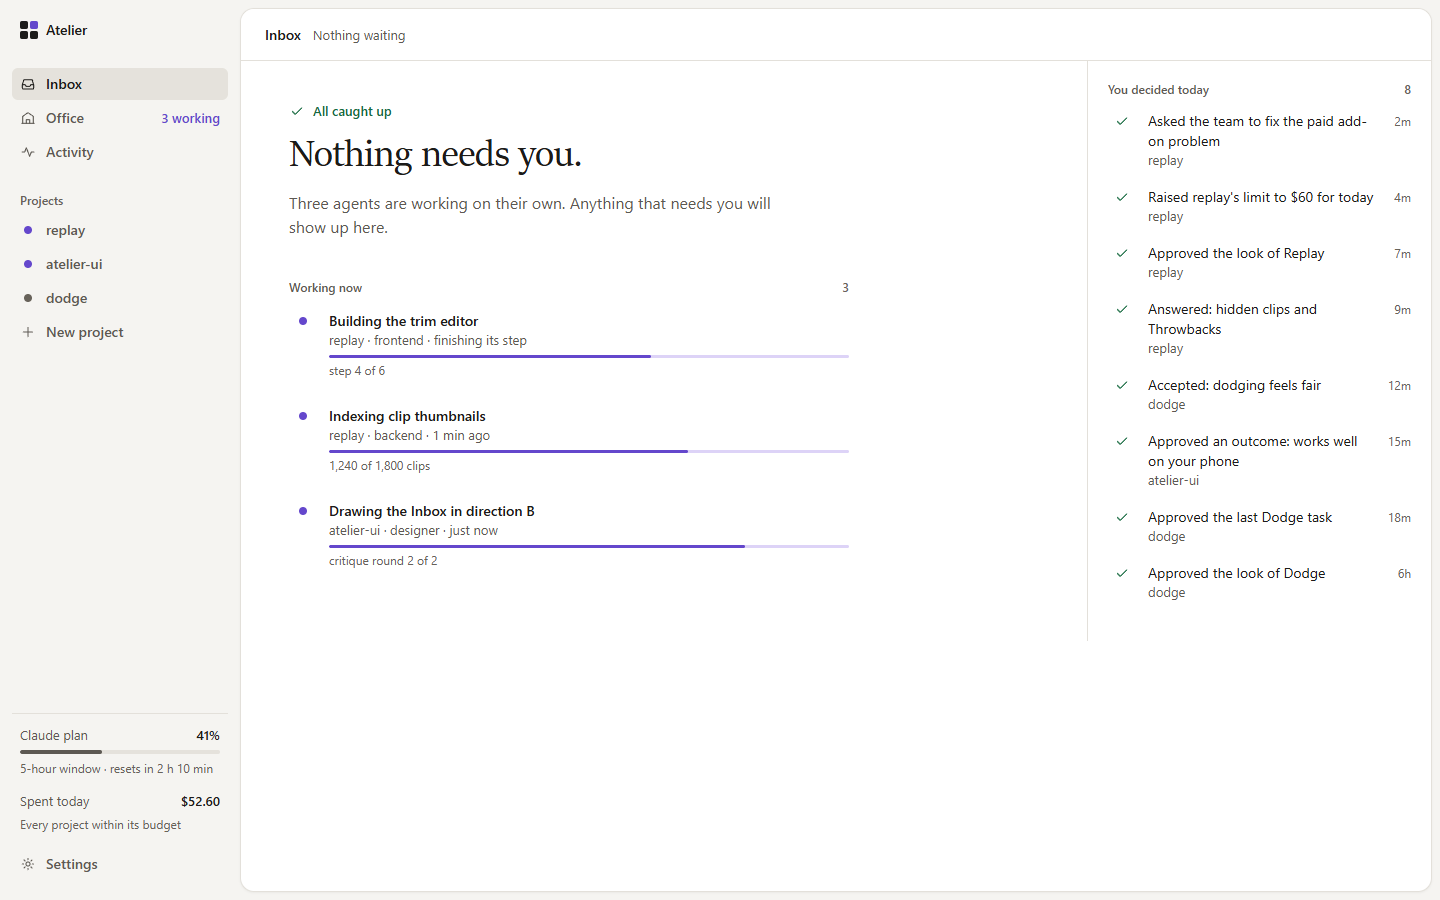 Atelier
Inbox
Office 3 working
Activity
Projects
replay
atelier-ui
dodge
New project
Claude plan 41%
5-hour window · resets in 2 h 10 min
Spent today $52.60
Every project within its budget
Settings
Inbox Nothing waiting
All caught up
Nothing needs you.
Three agents are working on their own. Anything that needs you will
show up here.
Working now 3
Building the trim editor
replay · frontend · finishing its step
step 4 of 6
Indexing clip thumbnails
replay · backend · 1 min ago
1,240 of 1,800 clips
Drawing the Inbox in direction B
atelier-ui · designer · just now
critique round 2 of 2
You decided today 8
Asked the team to fix the paid add- 2m
on problem
replay
Raised replay's limit to $60 for today 4m
replay
Approved the look of Replay 7m
replay
Answered: hidden clips and 9m
Throwbacks
replay
Accepted: dodging feels fair 12m
dodge
Approved an outcome: works well 15m
on your phone
atelier-ui
Approved the last Dodge task 18m
dodge
Approved the look of Dodge 6h
dodge